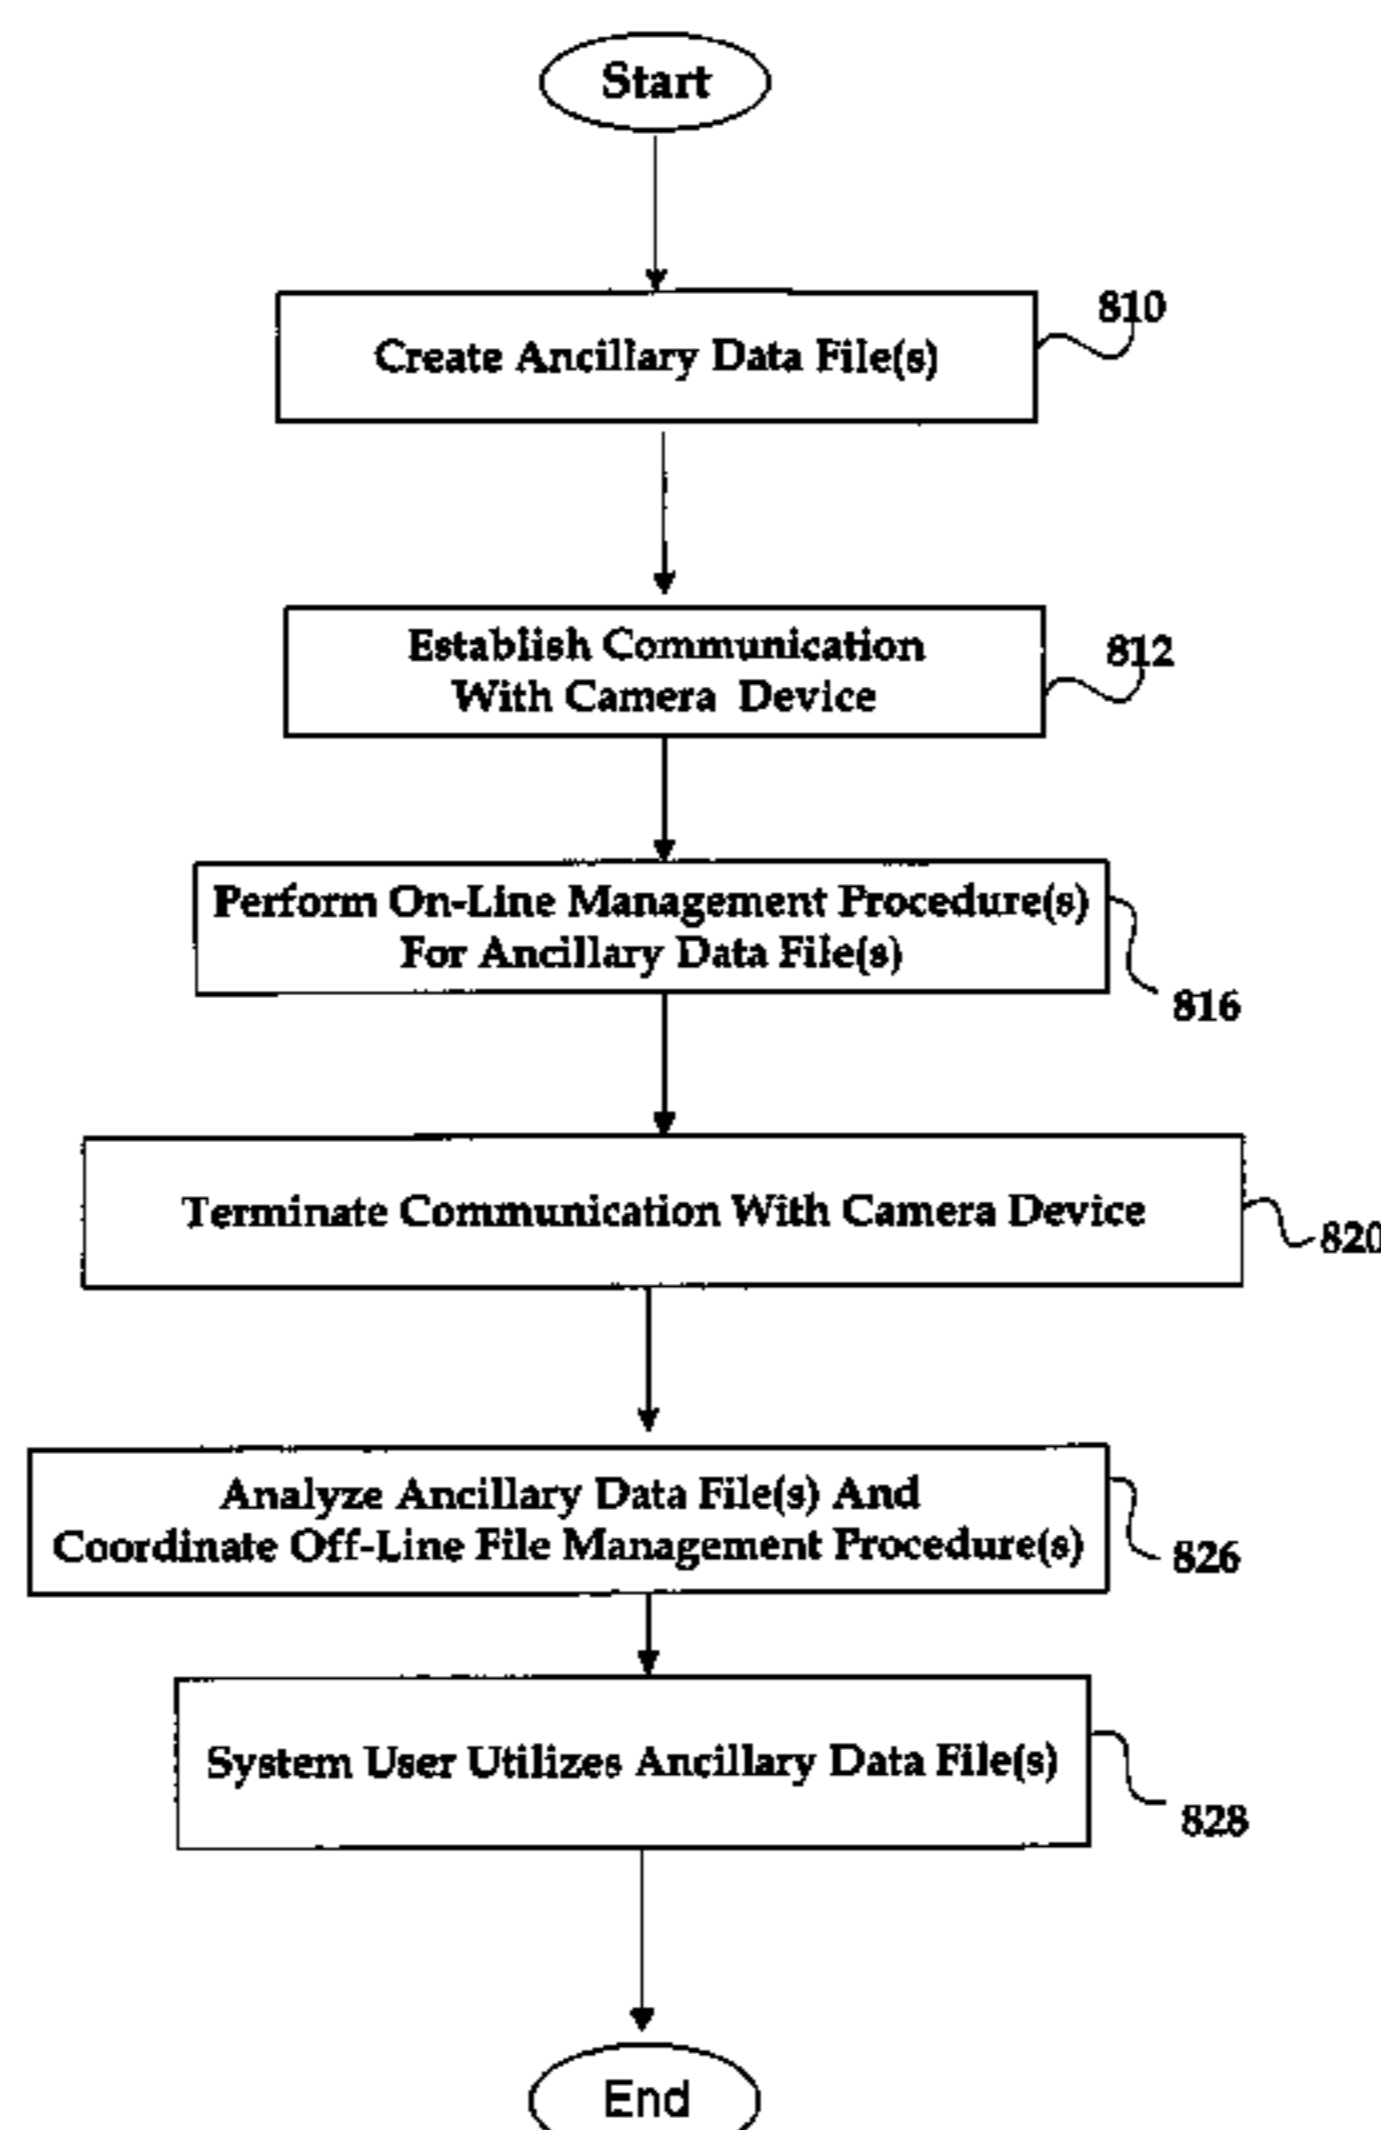 Start
Create Ancillary Data File(s)
810
Establish Communication
With Camera Device
812
Perform On-Line Management Procedure(s)
For Ancillary Data File(s)
816
Terminate Communication With Camera Device
820
Analyze Ancillary Data File(s) And
Coordinate Off-Line File Management Procedure(s)
826
System User Utilizes Ancillary Data File(s)
828
End